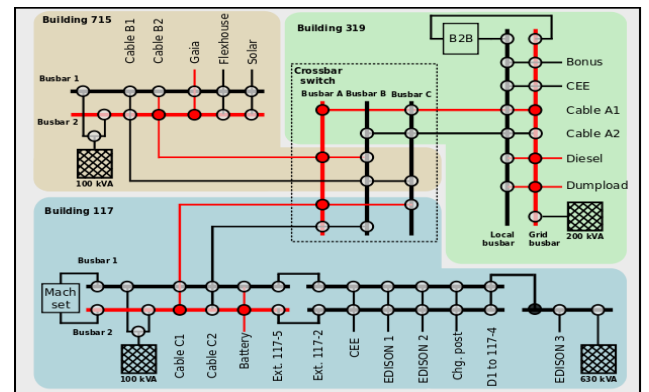 Building 715
Cable B1
Cable B2
Gaia
Flexhouse
Solar
Busbar 1
Busbar 2
100 kVA
Building 319
B2B
Crossbar
switch
Busbar A
Busbar B
Busbar C
Bonus
CEE
Cable A1
Cable A2
Diesel
Dumpload
Local
busbar
Grid
busbar
200 kVA
Building 117
Busbar 1
Mach
set
Busbar 2
100 kVA
Cable C1
Cable C2
Battery
Ext. 117-5
Ext. 117-2
CEE
EDISON 1
EDISON 2
Chg. post
D1 to 117-4
EDISON 3
630 kVA